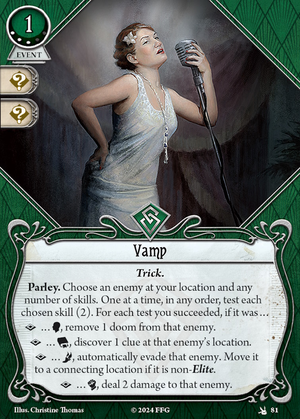 1
EVENT
?
?
Vamp
Trick.
Parley. Choose an enemy at your location and any
number of skills. One at a time, in any order, test each
chosen skill (2). For each test you succeeded, if it was…
… , remove 1 doom from that enemy.
… , discover 1 clue at that enemy's location.
… , automatically evade that enemy. Move it
to a connecting location if it is non-Elite.
… , deal 2 damage to that enemy.
Illus. Christine Thomas
© 2024 FFG
81